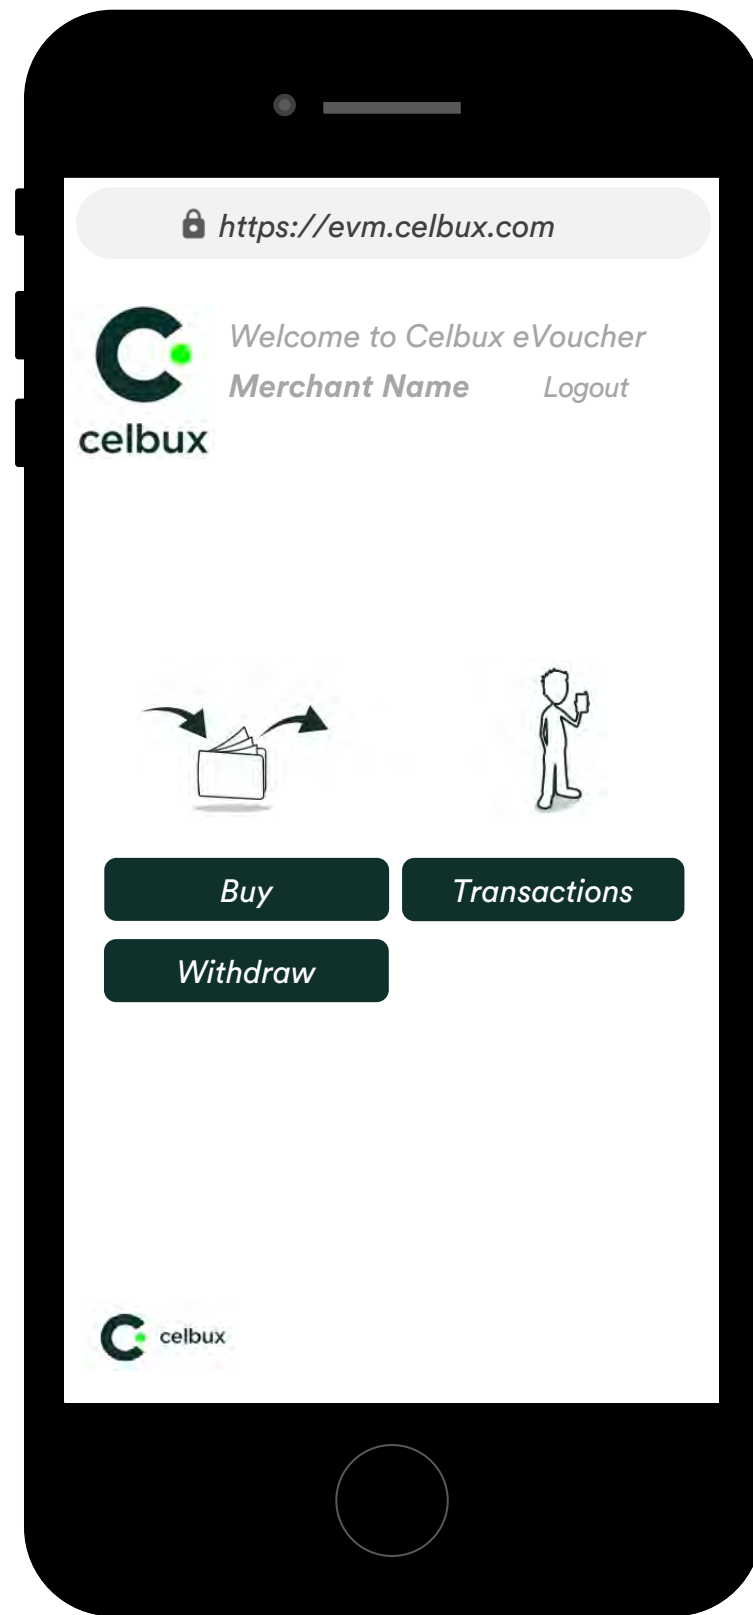 https://evm.celbux.com
Welcome to Celbux eVoucher
Merchant Name Logout
celbux
Buy Transactions
Withdraw
celbux